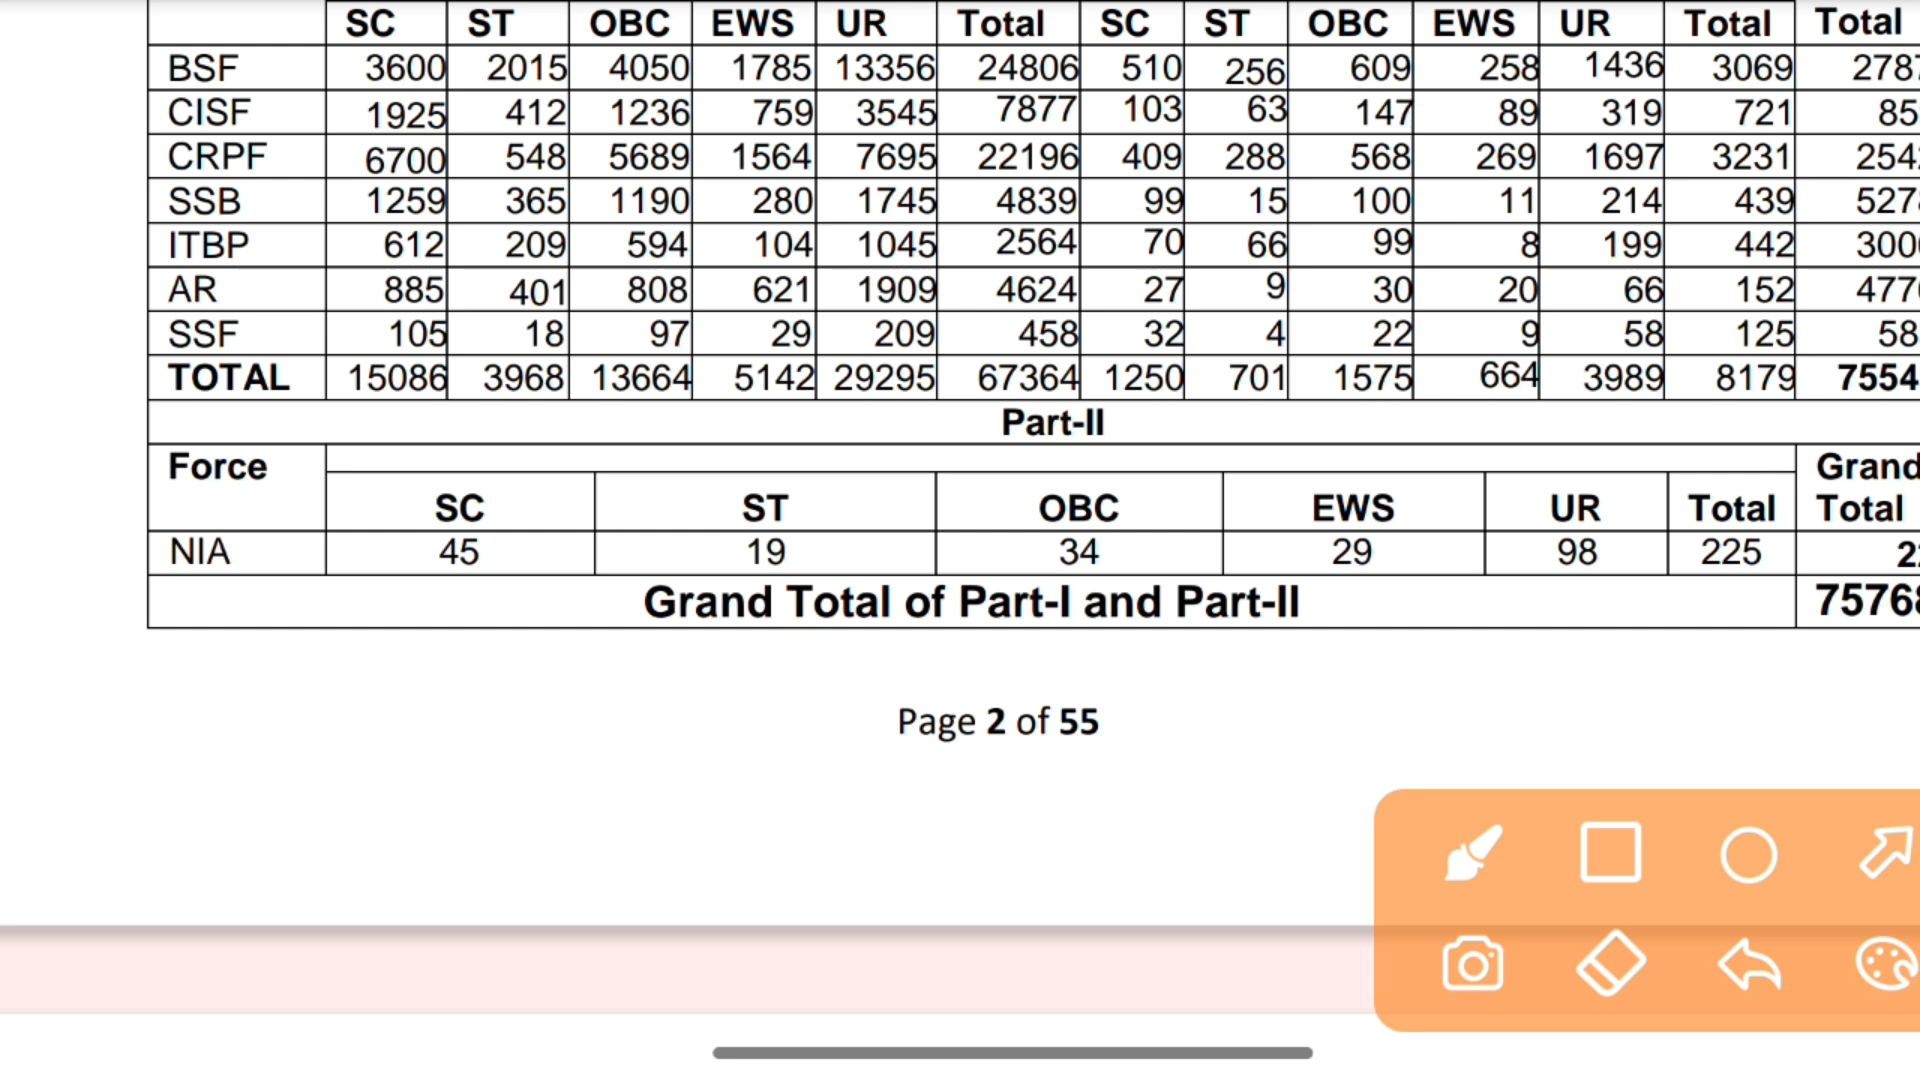 SC ST OBC EWS UR Total SC ST OBC EWS UR Total Total
BSF 3600 2015 4050 1785 13356 24806 510 256 609 258 1436 3069
CISF 1925 412 1236 759 3545 7877 103 63 147 89 319 721
CRPF 6700 548 5689 1564 7695 22196 409 288 568 269 1697 3231
SSB 1259 365 1190 280 1745 4839 99 15 100 11 214 439
ITBP 612 209 594 104 1045 2564 70 66 99 8 199 442
AR 885 401 808 621 1909 4624 27 9 30 20 66 152
SSF 105 18 97 29 209 458 32 4 22 9 58 125 58
TOTAL 15086 3968 13664 5142 29295 67364 1250 701 1575 664 3989 8179 7554
Part-II
Force Grand
SC ST OBC EWS UR Total Total
NIA 45 19 34 29 98 225
Grand Total of Part-I and Part-II 75768
Page 2 of 55